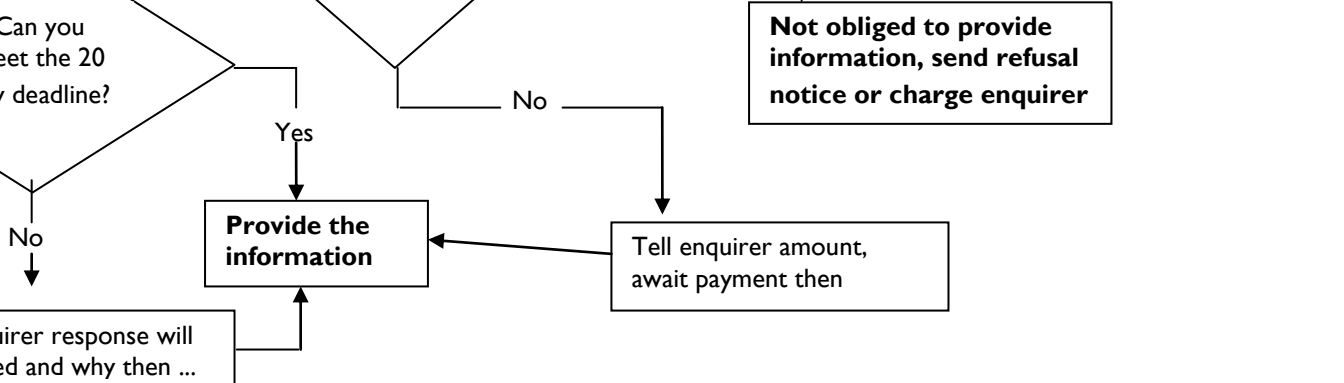 Can you
eet the 20
y deadline?
Not obliged to provide
information, send refusal
notice or charge enquirer
No
Yes
No
Provide the
information
Tell enquirer amount,
await payment then
uirer response will
ed and why then ...